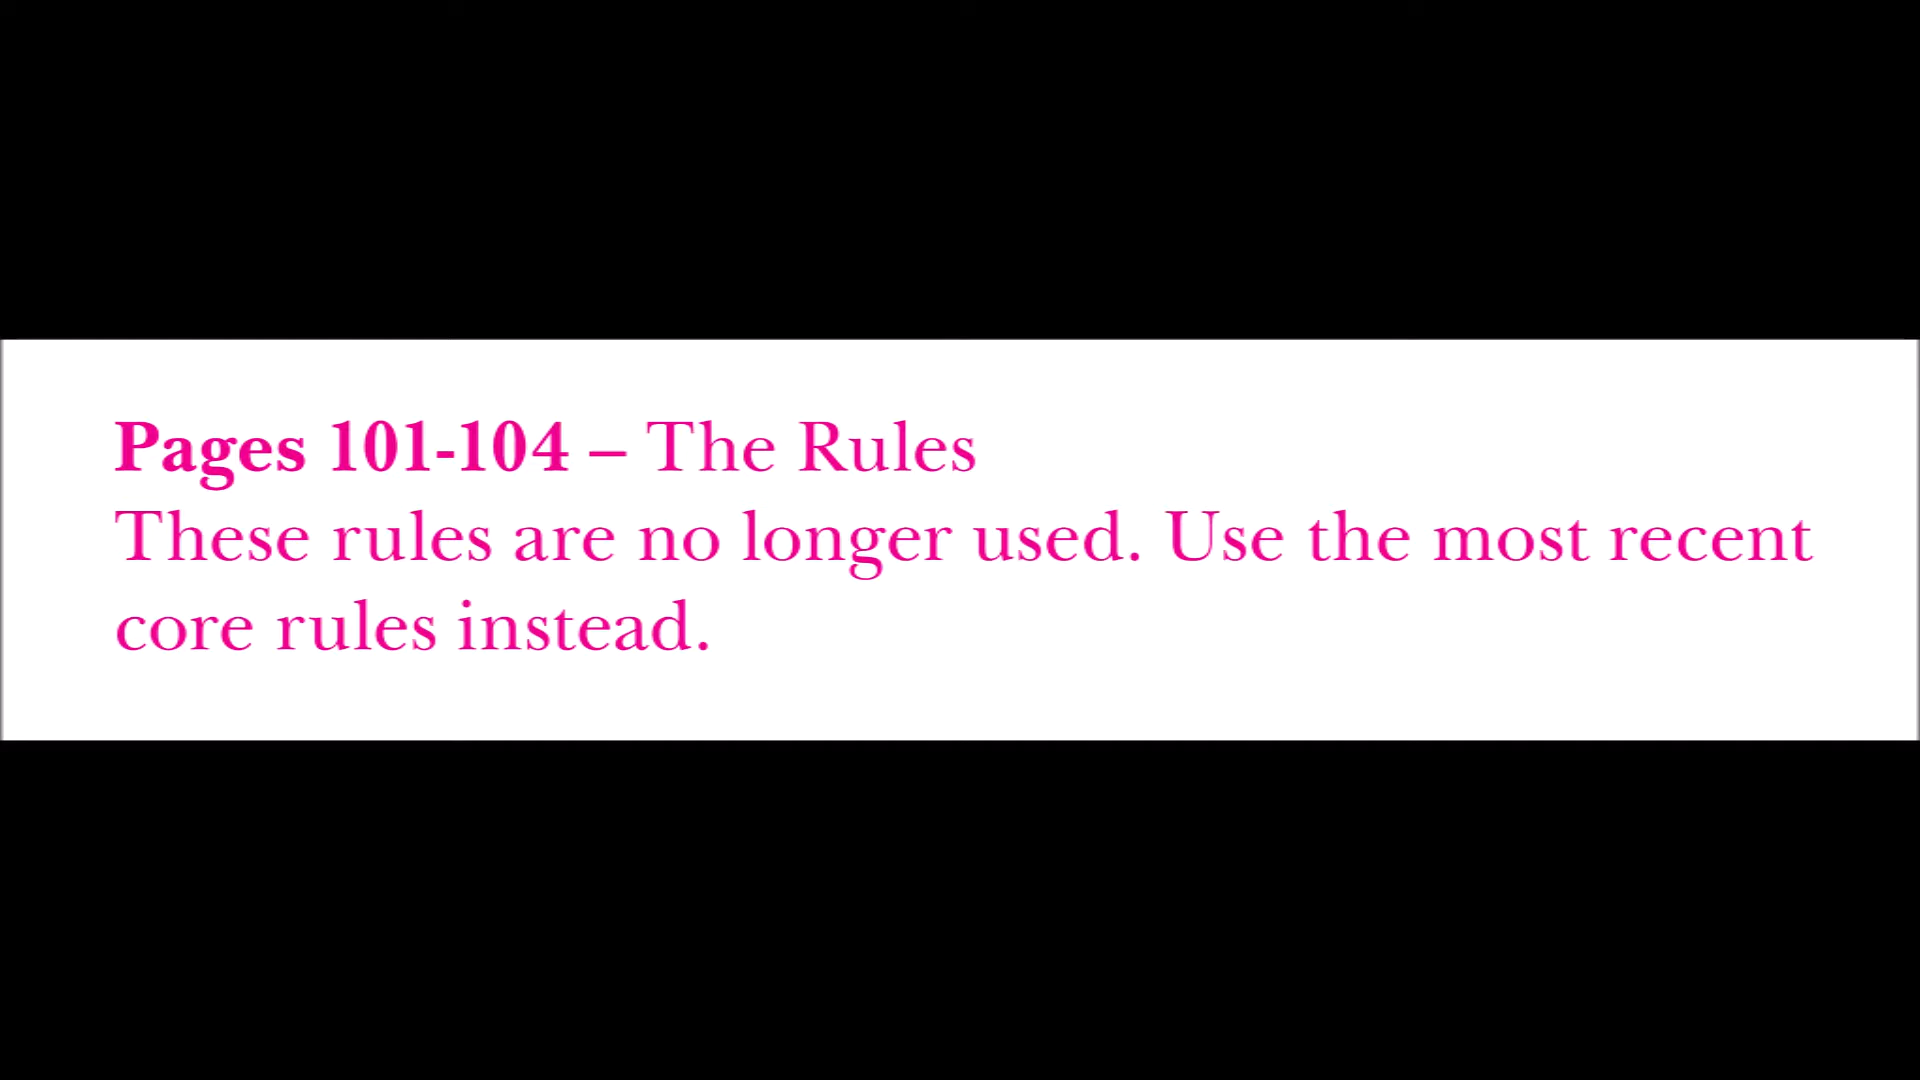 Pages 101-104 – The Rules
These rules are no longer used. Use the most recent
core rules instead.